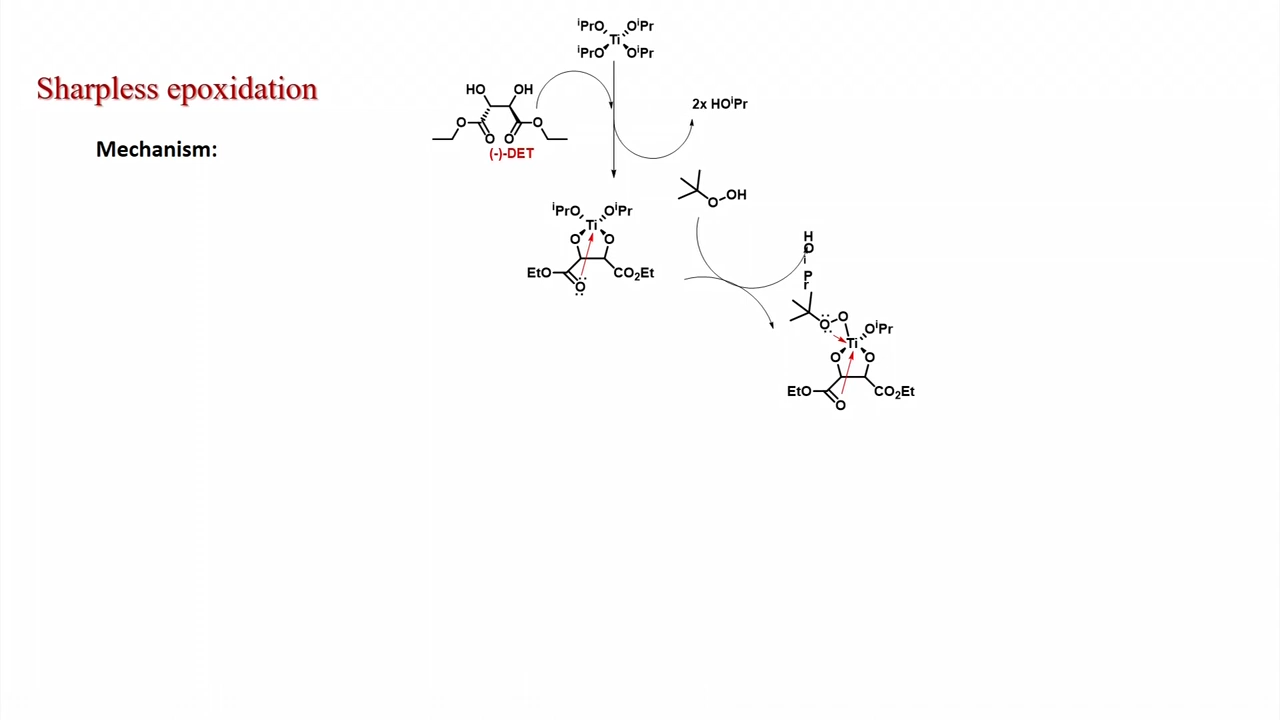 Sharpless epoxidation
Mechanism:
ⁱPrO OⁱPr
Ti
ⁱPrO OⁱPr
HO OH
O O
O O
(-)-DET
2x HOⁱPr
O OH
ⁱPrO OⁱPr
Ti
O O
EtO CO₂Et
O
H
O
i
P
r
O O
OⁱPr
Ti
O O
EtO CO₂Et
O